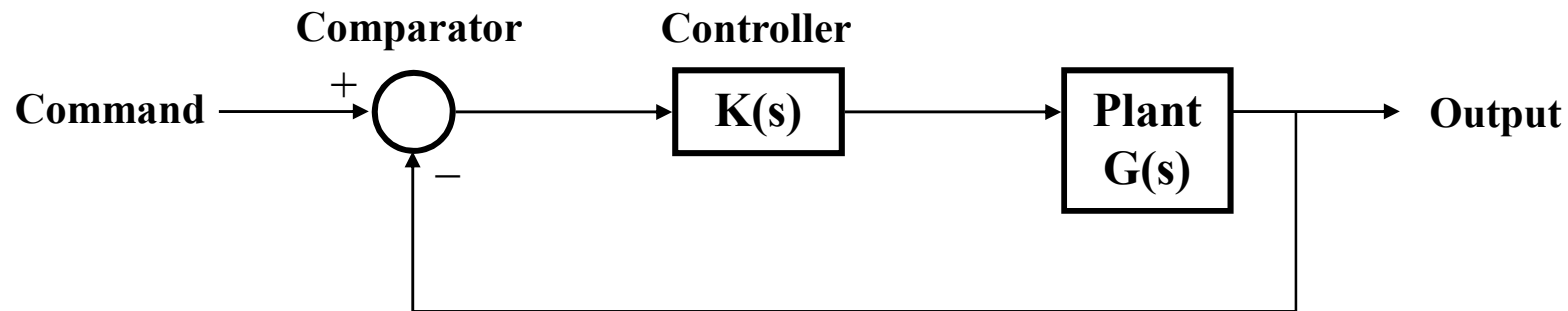 Comparator
Controller
Command
+
−
K(s)
Plant
G(s)
Output